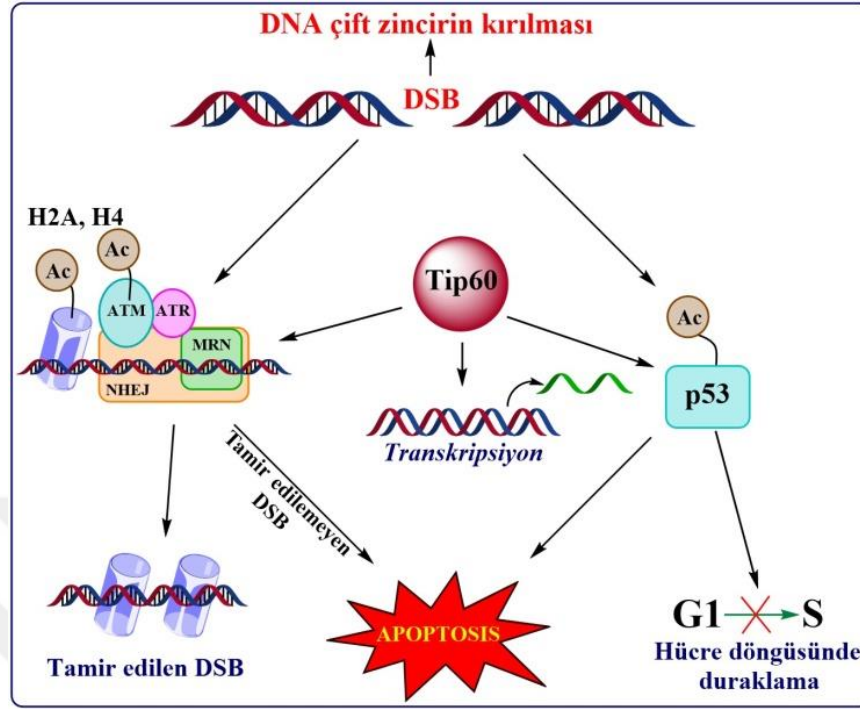 DNA çift zincirin kırılması
DSB
H2A, H4
Ac
Ac
ATM
ATR
MRN
NHEJ
Tip60
Ac
p53
Transkripsiyon
Tamir edilemeyen
DSB
Tamir edilen DSB
APOPTOSIS
G1 S
Hücre döngüsünde
duraklama